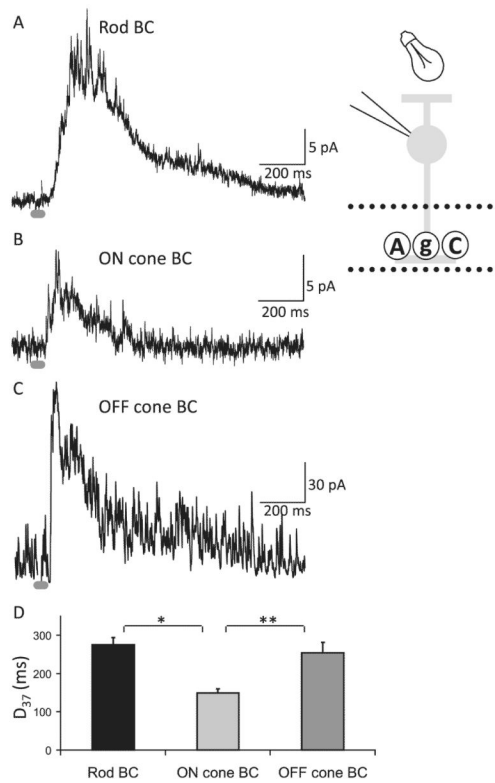 A
Rod BC
5 pA
200 ms
B
ON cone BC
5 pA
200 ms
A g C
C
OFF cone BC
30 pA
200 ms
D
* **
300
200
100
0
D37 (ms)
Rod BC ON cone BC OFF cone BC